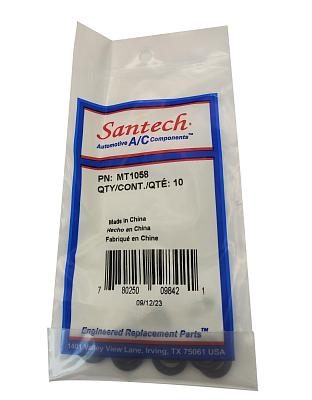 Santech
Automotive A/C Components™
PN: MT1058
QTY/CONT./QTÉ: 10
Made in China
Hecho en China
Fabriqué en Chine
7 80250 09842 1
09/12/23
Engineered Replacement Parts™
1401 Valley View Lane, Irving, TX 75061 USA